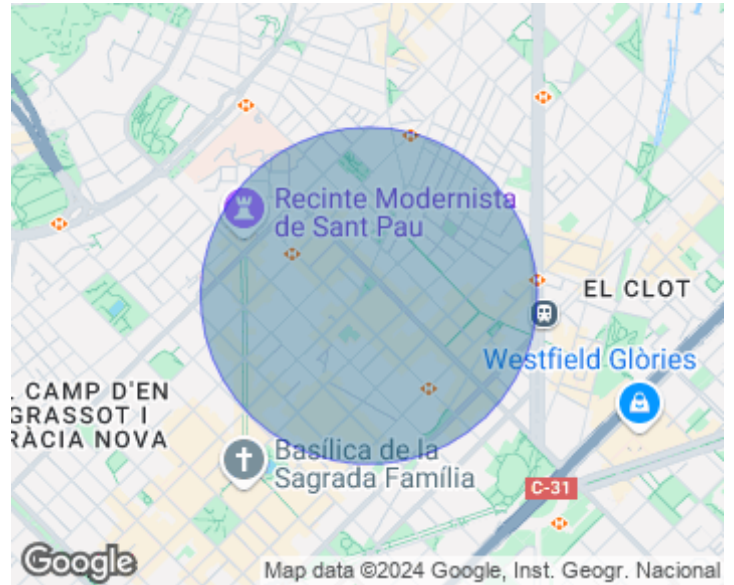 Recinte Modernista
de Sant Pau
EL CLOT
Westfield Glòries
CAMP D'EN
GRASSOT I
RÀCIA NOVA
Basílica de la
Sagrada Família
C-31
Google
Map data ©2024 Google, Inst. Geogr. Nacional